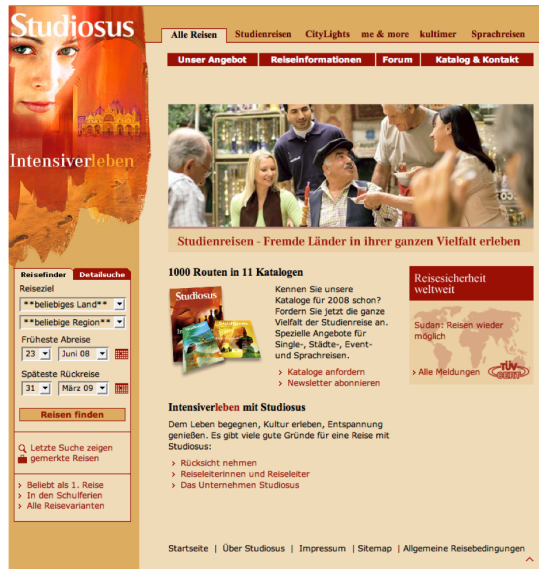 Studiosus
Intensiverleben
Alle Reisen
Studienreisen
CityLights
me & more
kultimer
Sprachreisen
Unser Angebot
Reiseinformationen
Forum
Katalog & Kontakt
Studienreisen - Fremde Länder in ihrer ganzen Vielfalt erleben
Reisefinder
Detailsuche
Reiseziel
**beliebiges Land**
**beliebige Region**
Früheste Abreise
23
Juni 08
Späteste Rückreise
31
März 09
Reisen finden
Letzte Suche zeigen
gemerkte Reisen
› Beliebt als 1. Reise
› In den Schulferien
› Alle Reisevarianten
1000 Routen in 11 Katalogen
Studiosus
Kennen Sie unsere
Kataloge für 2008 schon?
Fordern Sie jetzt die ganze
Vielfalt der Studienreise an.
Spezielle Angebote für
Single-, Städte-, Event-
und Sprachreisen.
› Kataloge anfordern
› Newsletter abonnieren
Reisesicherheit
weltweit
Sudan: Reisen wieder
möglich
› Alle Meldungen
TÜV
CERT
Intensiverleben mit Studiosus
Dem Leben begegnen, Kultur erleben, Entspannung
genießen. Es gibt viele gute Gründe für eine Reise mit
Studiosus:
› Rücksicht nehmen
› Reiseleiterinnen und Reiseleiter
› Das Unternehmen Studiosus
Startseite | Über Studiosus | Impressum | Sitemap | Allgemeine Reisebedingungen